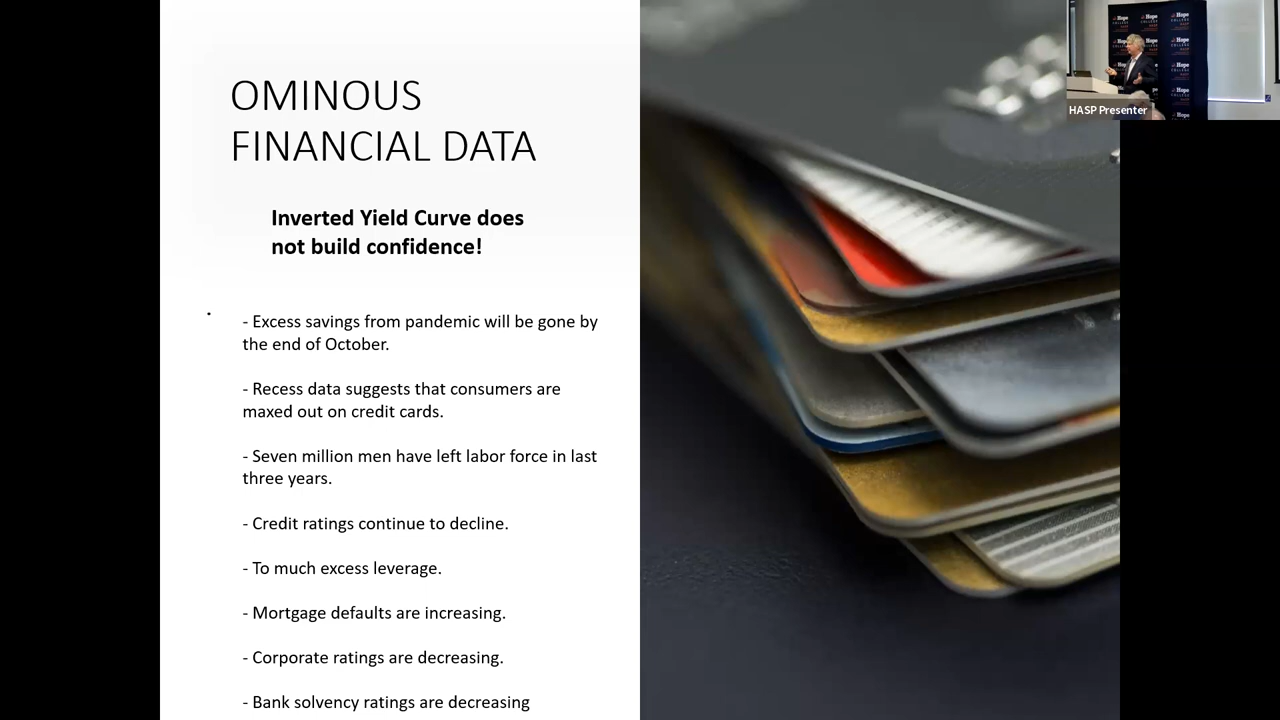 OMINOUS
FINANCIAL DATA
Inverted Yield Curve does
not build confidence!
- Excess savings from pandemic will be gone by
the end of October.
- Recess data suggests that consumers are
maxed out on credit cards.
- Seven million men have left labor force in last
three years.
- Credit ratings continue to decline.
- To much excess leverage.
- Mortgage defaults are increasing.
- Corporate ratings are decreasing.
- Bank solvency ratings are decreasing
Hope
Hope
Hope
HASP Presenter